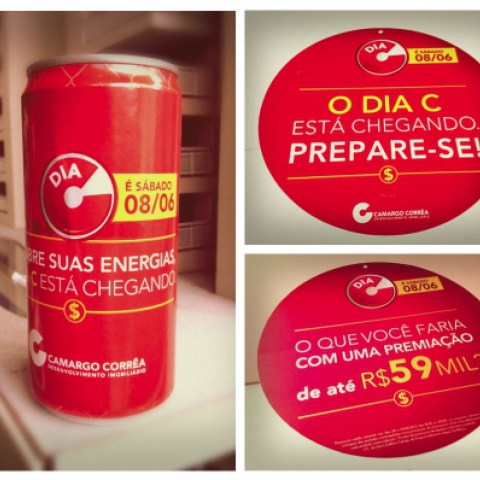 DIA
É SÁBADO
08/06
BRE SUAS ENERGIAS,
C ESTÁ CHEGANDO.
$
CAMARGO CORRÊA
DESENVOLVIMENTO IMOBILIÁRIO
DIA
É SÁBADO
08/06
O DIA C
ESTÁ CHEGANDO.
PREPARE-SE!
$
CAMARGO CORRÊA
DESENVOLVIMENTO IMOBILIÁRIO
DIA
É SÁBADO
08/06
O QUE VOCÊ FARIA
COM UMA PREMIAÇÃO
de até R$59 MIL?
$